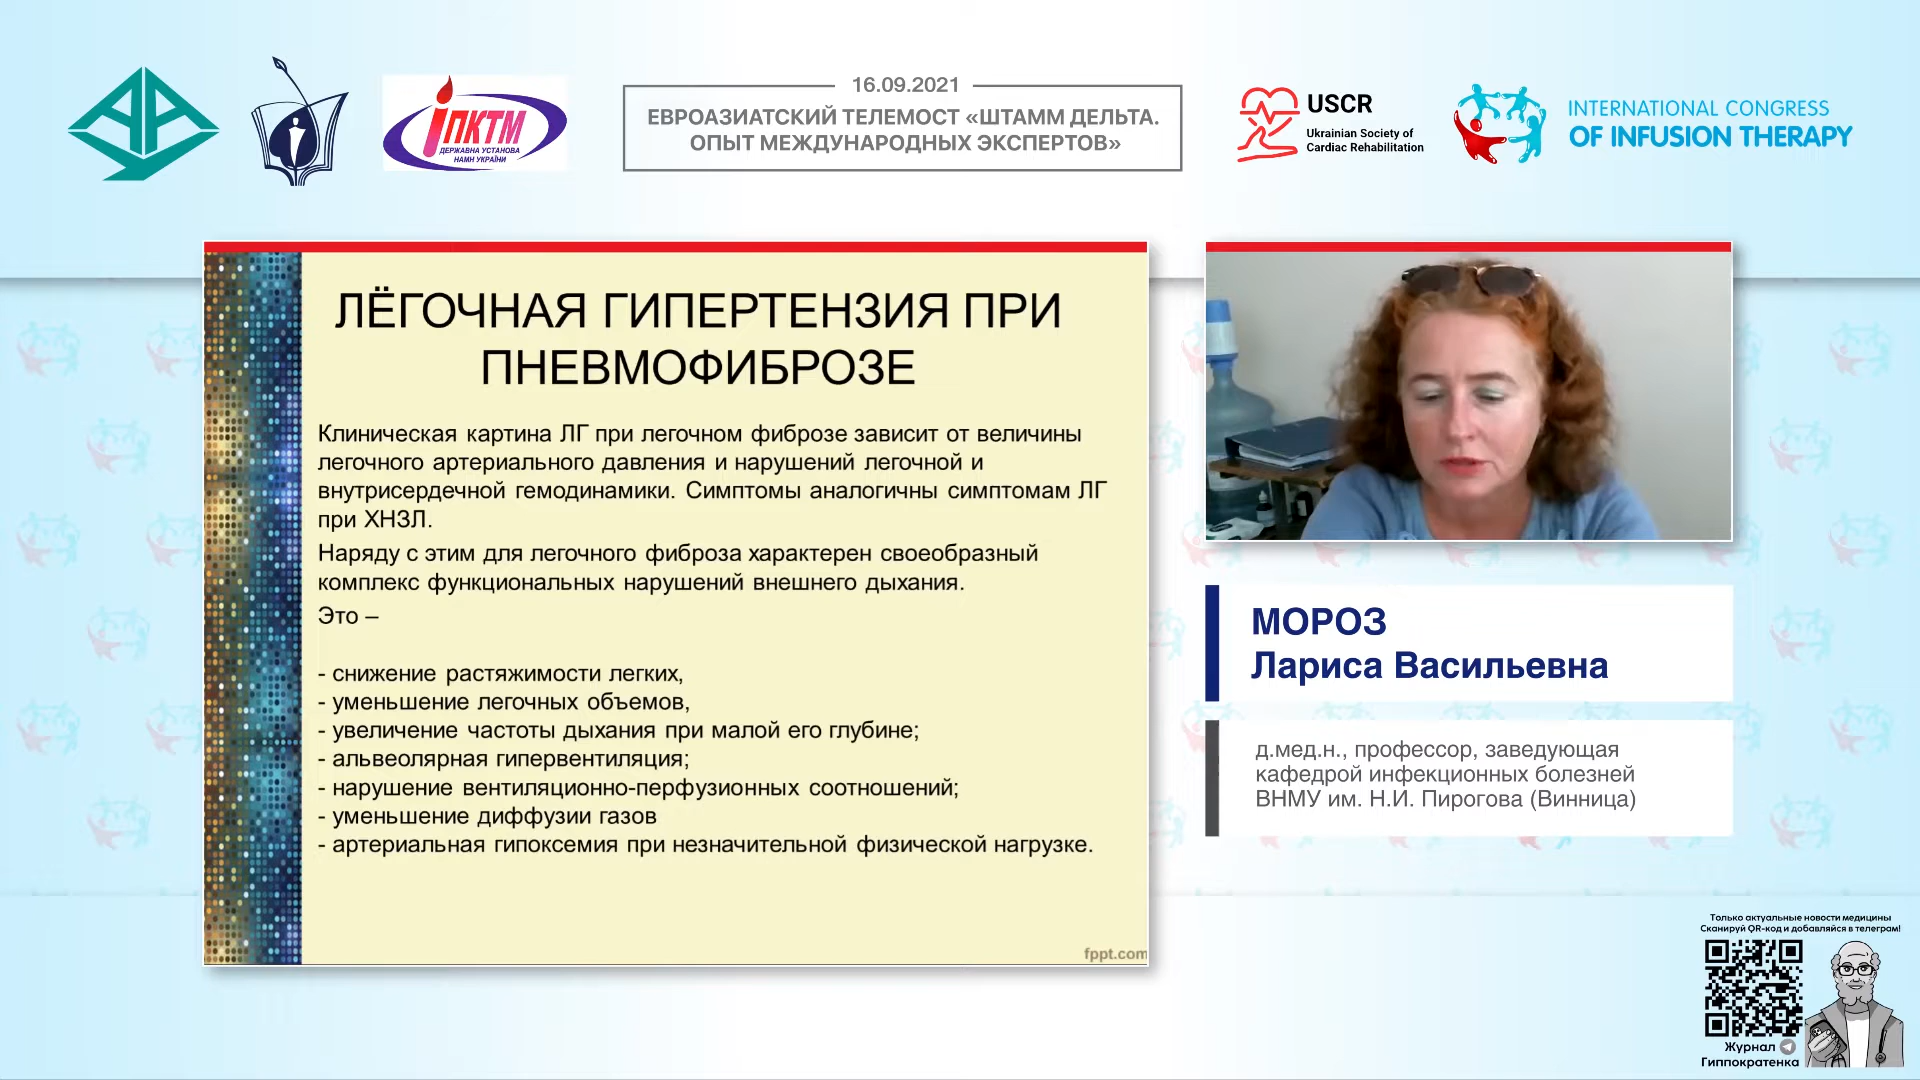 16.09.2021
ЕВРОАЗИАТСКИЙ ТЕЛЕМОСТ «ШТАММ ДЕЛЬТА.
ОПЫТ МЕЖДУНАРОДНЫХ ЭКСПЕРТОВ»
ІПКТМ
ДЕРЖАВНА УСТАНОВА
НАМН УКРАЇНИ
USCR
Ukrainian Society of
Cardiac Rehabilitation
INTERNATIONAL CONGRESS
OF INFUSION THERAPY
ЛЁГОЧНАЯ ГИПЕРТЕНЗИЯ ПРИ
ПНЕВМОФИБРОЗЕ
Клиническая картина ЛГ при легочном фиброзе зависит от величины
легочного артериального давления и нарушений легочной и
внутрисердечной гемодинамики. Симптомы аналогичны симптомам ЛГ
при ХНЗЛ.
Наряду с этим для легочного фиброза характерен своеобразный
комплекс функциональных нарушений внешнего дыхания.
Это –
- снижение растяжимости легких,
- уменьшение легочных объемов,
- увеличение частоты дыхания при малой его глубине;
- альвеолярная гипервентиляция;
- нарушение вентиляционно-перфузионных соотношений;
- уменьшение диффузии газов
- артериальная гипоксемия при незначительной физической нагрузке.
fppt.com
МОРОЗ
Лариса Васильевна
д.мед.н., профессор, заведующая
кафедрой инфекционных болезней
ВНМУ им. Н.И. Пирогова (Винница)
Только актуальные новости медицины
Сканируй QR-код и добавляйся в телеграм!
Журнал
Гиппократенка